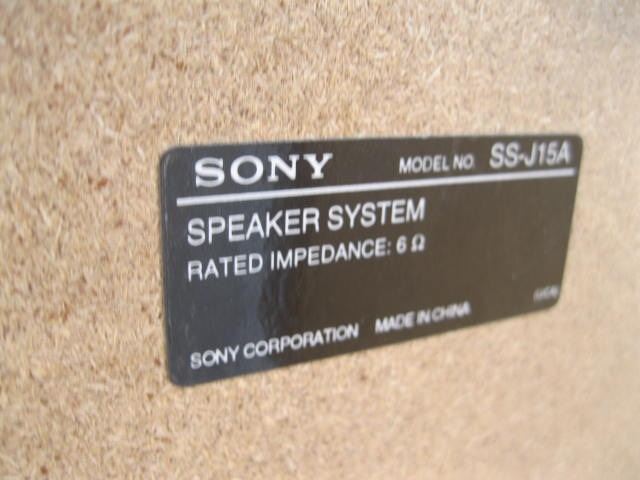 SONY MODEL NO. SS-J15A
SPEAKER SYSTEM
RATED IMPEDANCE: 6 Ω
SONY CORPORATION MADE IN CHINA